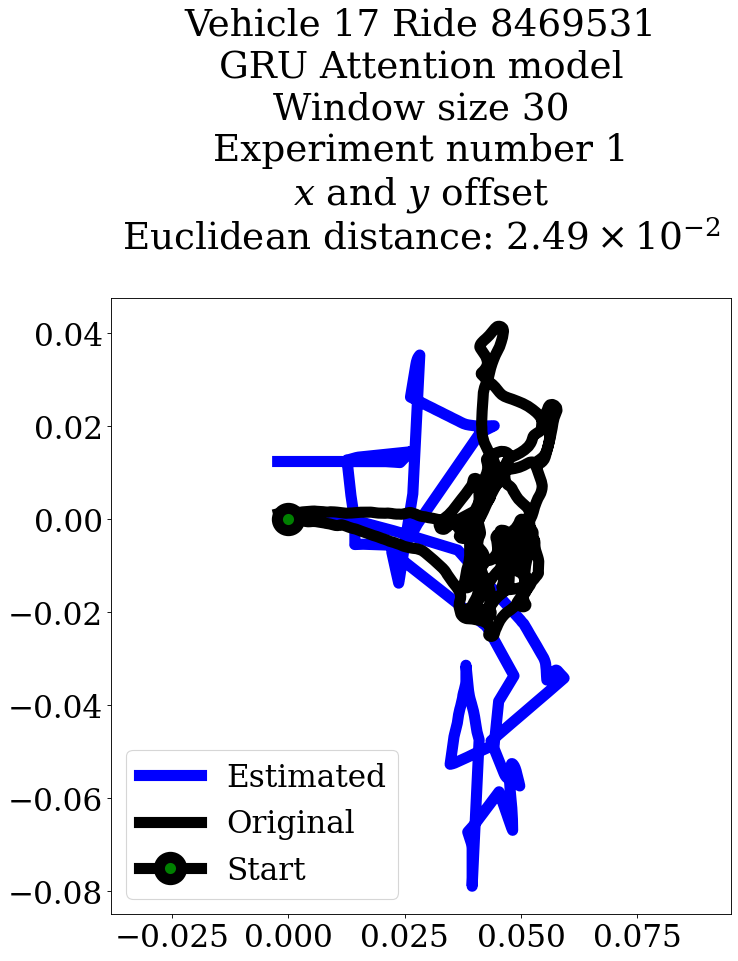 Vehicle 17 Ride 8469531
GRU Attention model
Window size 30
Experiment number 1
x and y offset
Euclidean distance: 2.49 × 10⁻²
0.04
0.02
0.00
−0.02
−0.04
−0.06
−0.08
Estimated
Original
Start
−0.025 0.000 0.025 0.050 0.075